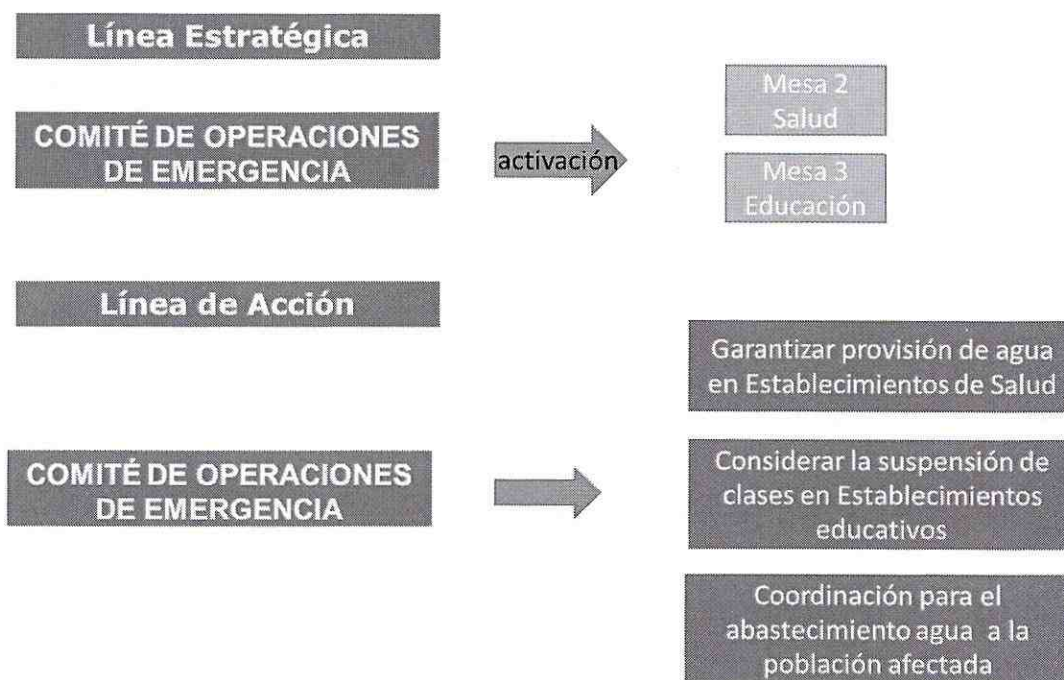 Línea Estratégica
COMITÉ DE OPERACIONES
DE EMERGENCIA
activación
Mesa 2
Salud
Mesa 3
Educación
Línea de Acción
COMITÉ DE OPERACIONES
DE EMERGENCIA
Garantizar provisión de agua
en Establecimientos de Salud
Considerar la suspensión de
clases en Establecimientos
educativos
Coordinación para el
abastecimiento agua a la
población afectada